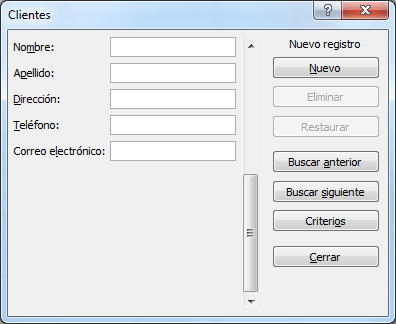 Clientes
Nombre:
Apellido:
Dirección:
Teléfono:
Correo electrónico:
Nuevo registro
Nuevo
Eliminar
Restaurar
Buscar anterior
Buscar siguiente
Criterios
Cerrar